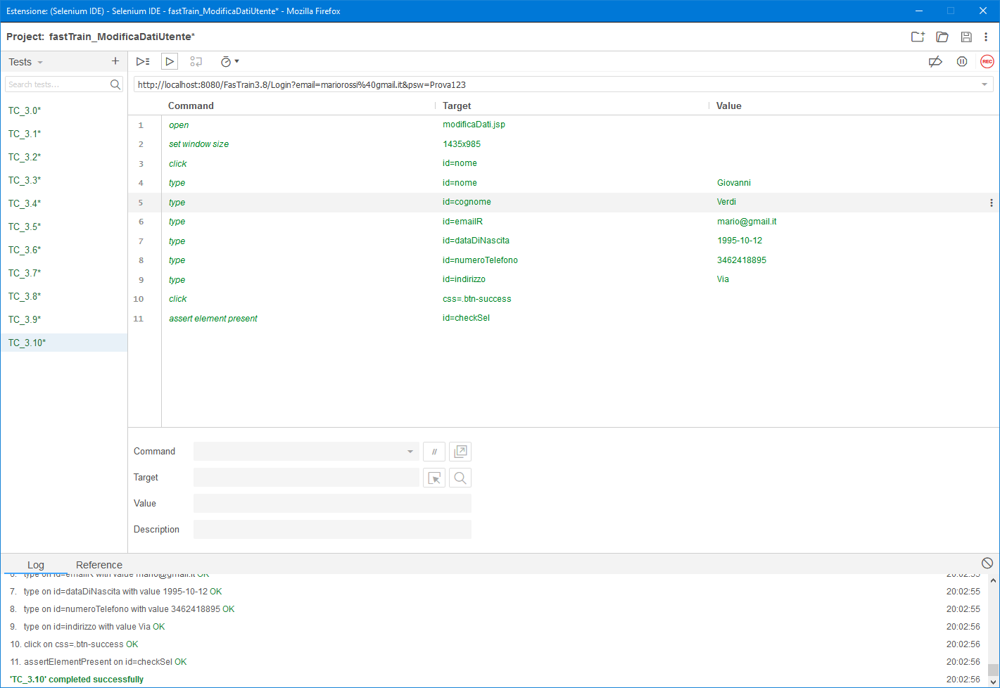 Estensione: (Selenium IDE) - Selenium IDE - fastTrain_ModificaDatiUtente* - Mozilla Firefox
Project: fastTrain_ModificaDatiUtente*
Tests
REC
Search tests...
http://localhost:8080/FasTrain3.8/Login?email=mariorossi%40gmail.it&psw=Prova123
Command Target Value
TC_3.0*
TC_3.1*
TC_3.2*
TC_3.3*
TC_3.4*
TC_3.5*
TC_3.6*
TC_3.7*
TC_3.8*
TC_3.9*
TC_3.10*
1 open modificaDati.jsp
2 set window size 1435x985
3 click id=nome
4 type id=nome Giovanni
5 type id=cognome Verdi
6 type id=emailR mario@gmail.it
7 type id=dataDiNascita 1995-10-12
8 type id=numeroTelefono 3462418895
9 type id=indirizzo Via
10 click css=.btn-success
11 assert element present id=checkSel
Command //
Target
Value
Description
Log Reference
6. type on id=emailR with value mario@gmail.it OK 20:02:55
7. type on id=dataDiNascita with value 1995-10-12 OK 20:02:55
8. type on id=numeroTelefono with value 3462418895 OK 20:02:55
9. type on id=indirizzo with value Via OK 20:02:56
10. click on css=.btn-success OK 20:02:56
11. assertElementPresent on id=checkSel OK 20:02:56
'TC_3.10' completed successfully 20:02:56